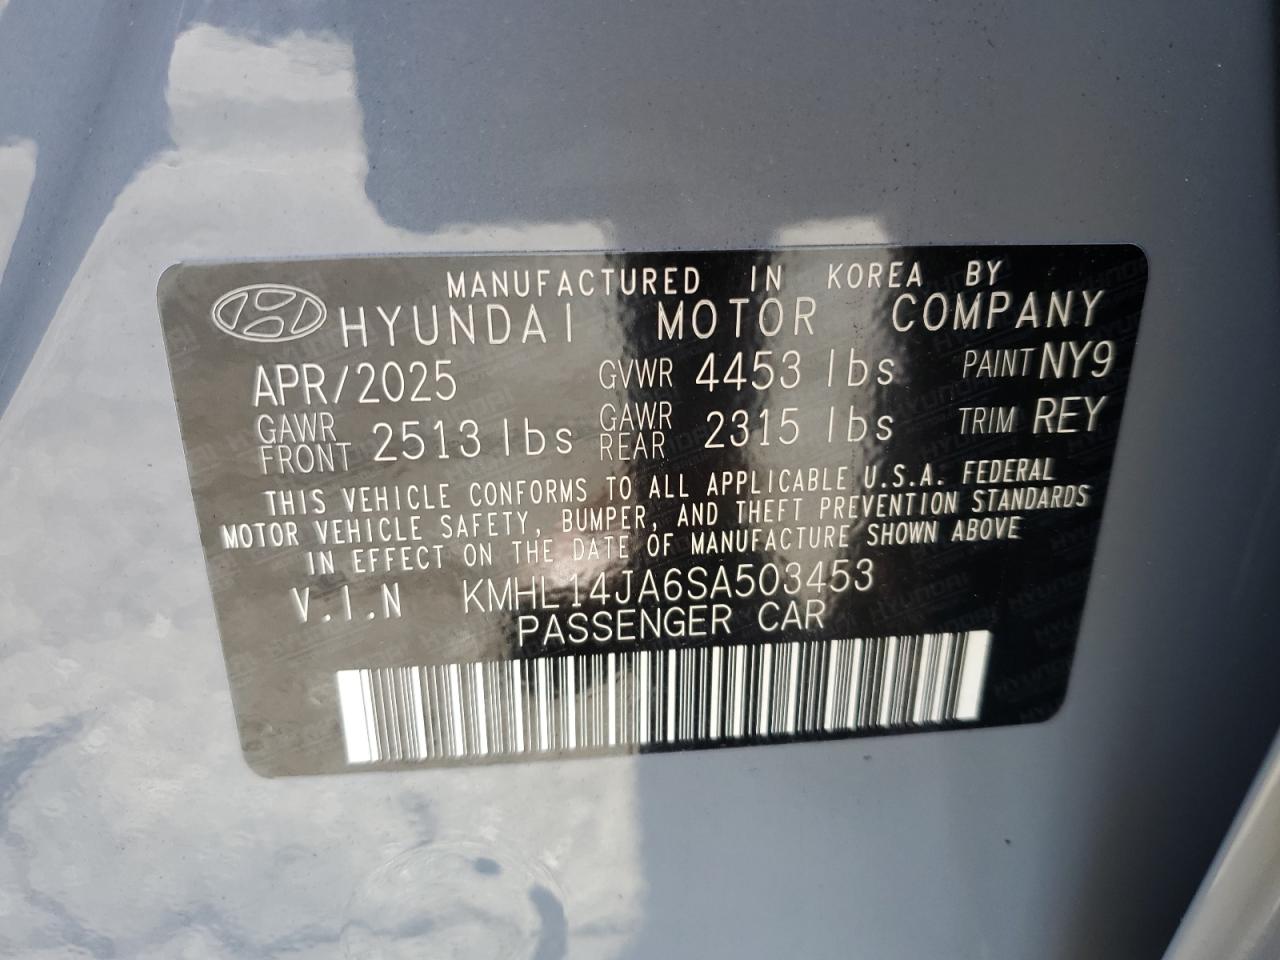 MANUFACTURED IN KOREA BY
HYUNDAI MOTOR COMPANY
APR/2025 GVWR 4453 lbs PAINT NY9
GAWR FRONT 2513 lbs GAWR REAR 2315 lbs TRIM REY
THIS VEHICLE CONFORMS TO ALL APPLICABLE U.S.A. FEDERAL
MOTOR VEHICLE SAFETY, BUMPER, AND THEFT PREVENTION STANDARDS
IN EFFECT ON THE DATE OF MANUFACTURE SHOWN ABOVE
V.I.N KMHL14JA6SA503453
PASSENGER CAR